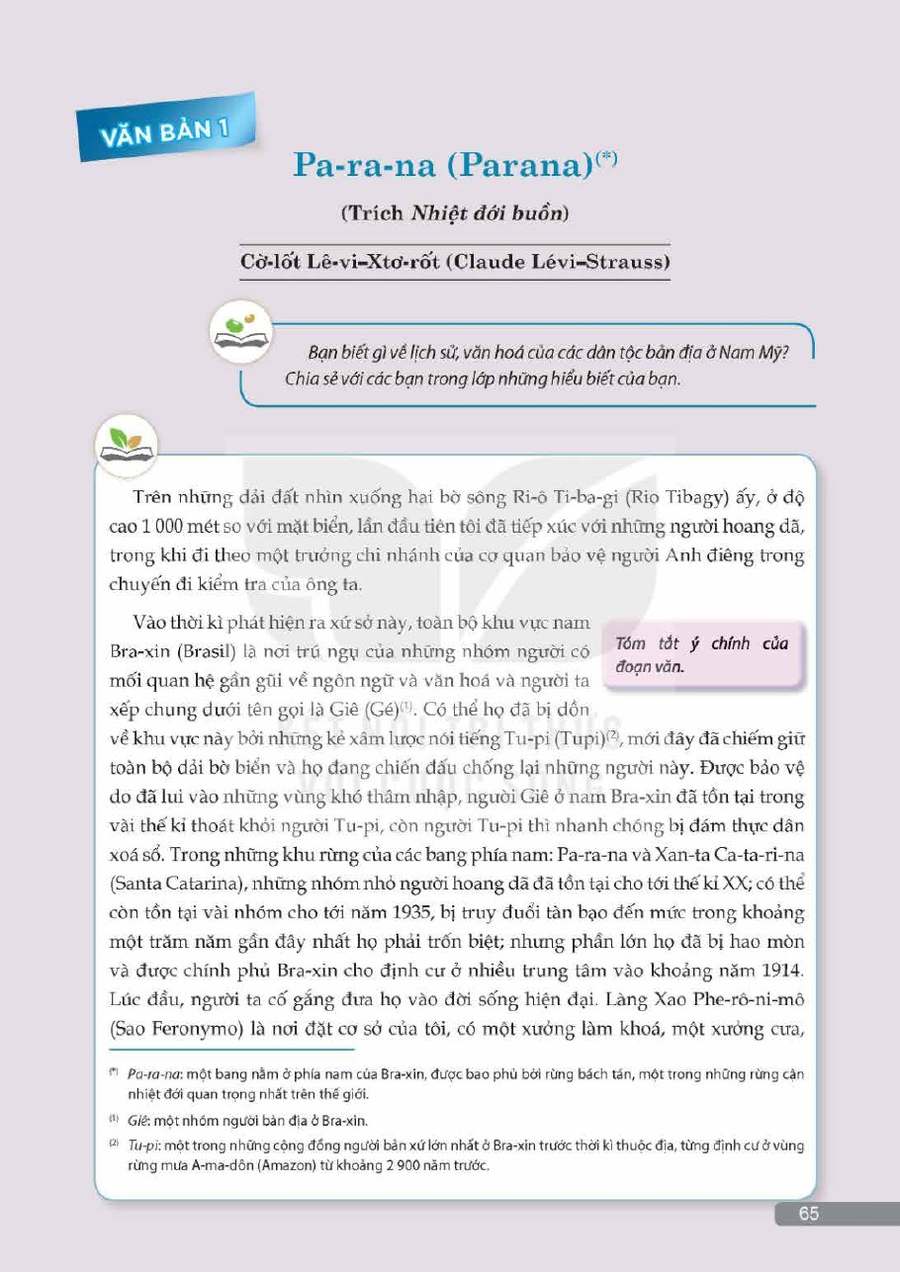 VĂN BẢN 1
Pa-ra-na (Parana)(*)
(Trích Nhiệt đới buồn)
Cờ-lốt Lê-vi–Xtơ-rốt (Claude Lévi–Strauss)
Bạn biết gì về lịch sử, văn hoá của các dân tộc bản địa ở Nam Mỹ?
Chia sẻ với các bạn trong lớp những hiểu biết của bạn.
Trên những dải đất nhìn xuống hai bờ sông Ri-ô Ti-ba-gi (Rio Tibagy) ấy, ở độ
cao 1 000 mét so với mặt biển, lần đầu tiên tôi đã tiếp xúc với những người hoang dã,
trong khi đi theo một trưởng chi nhánh của cơ quan bảo vệ người Anh điêng trong
chuyến đi kiểm tra của ông ta.
Vào thời kì phát hiện ra xứ sở này, toàn bộ khu vực nam
Bra-xin (Brasil) là nơi trú ngụ của những nhóm người có
mối quan hệ gần gũi về ngôn ngữ và văn hoá và người ta
xếp chung dưới tên gọi là Giê (Gé)(1). Có thể họ đã bị dồn
về khu vực này bởi những kẻ xâm lược nói tiếng Tu-pi (Tupi)(2), mới đây đã chiếm giữ
toàn bộ dải bờ biển và họ đang chiến đấu chống lại những người này. Được bảo vệ
do đã lui vào những vùng khó thâm nhập, người Giê ở nam Bra-xin đã tồn tại trong
vài thế kỉ thoát khỏi người Tu-pi, còn người Tu-pi thì nhanh chóng bị đám thực dân
xoá sổ. Trong những khu rừng của các bang phía nam: Pa-ra-na và Xan-ta Ca-ta-ri-na
(Santa Catarina), những nhóm nhỏ người hoang dã đã tồn tại cho tới thế kỉ XX; có thể
còn tồn tại vài nhóm cho tới năm 1935, bị truy đuổi tàn bạo đến mức trong khoảng
một trăm năm gần đây nhất họ phải trốn biệt; nhưng phần lớn họ đã bị hao mòn
và được chính phủ Bra-xin cho định cư ở nhiều trung tâm vào khoảng năm 1914.
Lúc đầu, người ta cố gắng đưa họ vào đời sống hiện đại. Làng Xao Phe-rô-ni-mô
(Sao Feronymo) là nơi đặt cơ sở của tôi, có một xưởng làm khoá, một xưởng cưa,
Tóm tắt ý chính của
đoạn văn.
KẾT NỐI TRI THỨC
VỚI CUỘC SỐNG
(*) Pa-ra-na: một bang nằm ở phía nam của Bra-xin, được bao phủ bởi rừng bách tán, một trong những rừng cận
nhiệt đới quan trọng nhất trên thế giới.
(1) Giê: một nhóm người bản địa ở Bra-xin.
(2) Tu-pi: một trong những cộng đồng người bản xứ lớn nhất ở Bra-xin trước thời kì thuộc địa, từng định cư ở vùng
rừng mưa A-ma-dôn (Amazon) từ khoảng 2 900 năm trước.
65